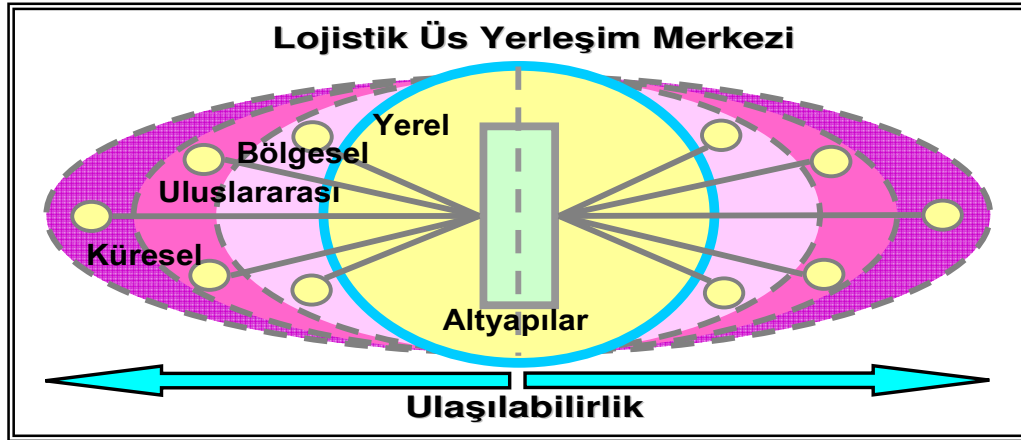 Lojistik Üs Yerleşim Merkezi
Yerel
Bölgesel
Uluslararası
Küresel
Altyapılar
Ulaşılabilirlik